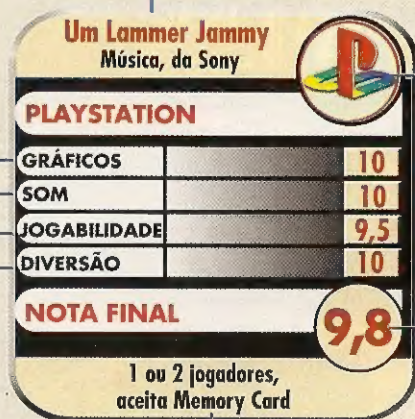 Um Lammer Jammy
Música, da Sony
PLAYSTATION
GRÁFICOS 10
SOM 10
JOGABILIDADE 9,5
DIVERSÃO 10
NOTA FINAL 9,8
1 ou 2 jogadores,
aceita Memory Card